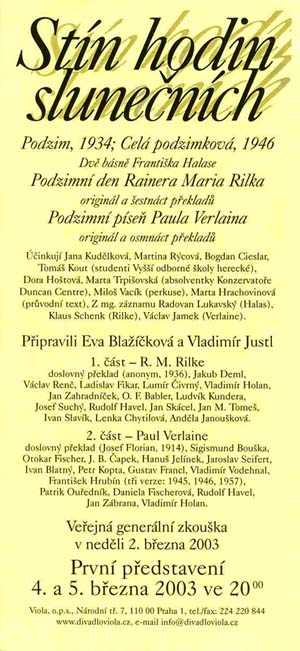 Stín hodin
slunečních
Podzim, 1934; Celá podzimková, 1946
Dvě básně Františka Halase
Podzimní den Rainera Maria Rilka
originál a šestnáct překladů
Podzimní píseň Paula Verlaina
originál a osmnáct překladů
Účinkují Jana Kudělková, Martina Rýcová, Bogdan Cieslar,
Tomáš Kout (studenti Vyšší odborné školy herecké),
Dora Hoštová, Marta Trpišovská (absolventky Konzervatoře
Duncan Centre), Miloš Vacík (perkuse), Marta Hrachovinová
(průvodní text), Z mg. záznamu Radovan Lukavský (Halas),
Klaus Schenk (Rilke), Václav Jamek (Verlaine).
Připravili Eva Blažíčková a Vladimír Justl
1. část – R. M. Rilke
doslovný překlad (anonym, 1936), Jakub Deml,
Václav Renč, Ladislav Fikar, Lumír Čivrný, Vladimír Holan,
Jan Zahradníček, O. F. Babler, Ludvík Kundera,
Josef Suchý, Rudolf Havel, Jan Skácel, Jan M. Tomeš,
Ivan Slavík, Lenka Chytilová, Anděla Janoušková.
2. část – Paul Verlaine
doslovný překlad (Josef Florian, 1914), Sigismund Bouška,
Otokar Fischer, J. B. Čapek, Hanuš Jelínek, Jaroslav Seifert,
Ivan Blatný, Petr Kopta, Gustav Francl, Vladimír Vodehnal,
František Hrubín (tři verze: 1945, 1946, 1957),
Patrik Ouředník, Daniela Fischerová, Rudolf Havel,
Jan Zábrana, Vladimír Holan.
Veřejná generální zkouška
v neděli 2. března 2003
První představení
4. a 5. března 2003 ve 20 00
Viola, o.p.s., Národní tř. 7, 110 00 Praha 1, tel./fax: 224 220 844
www.divadloviola.cz, e-mail info@divadloviola.cz